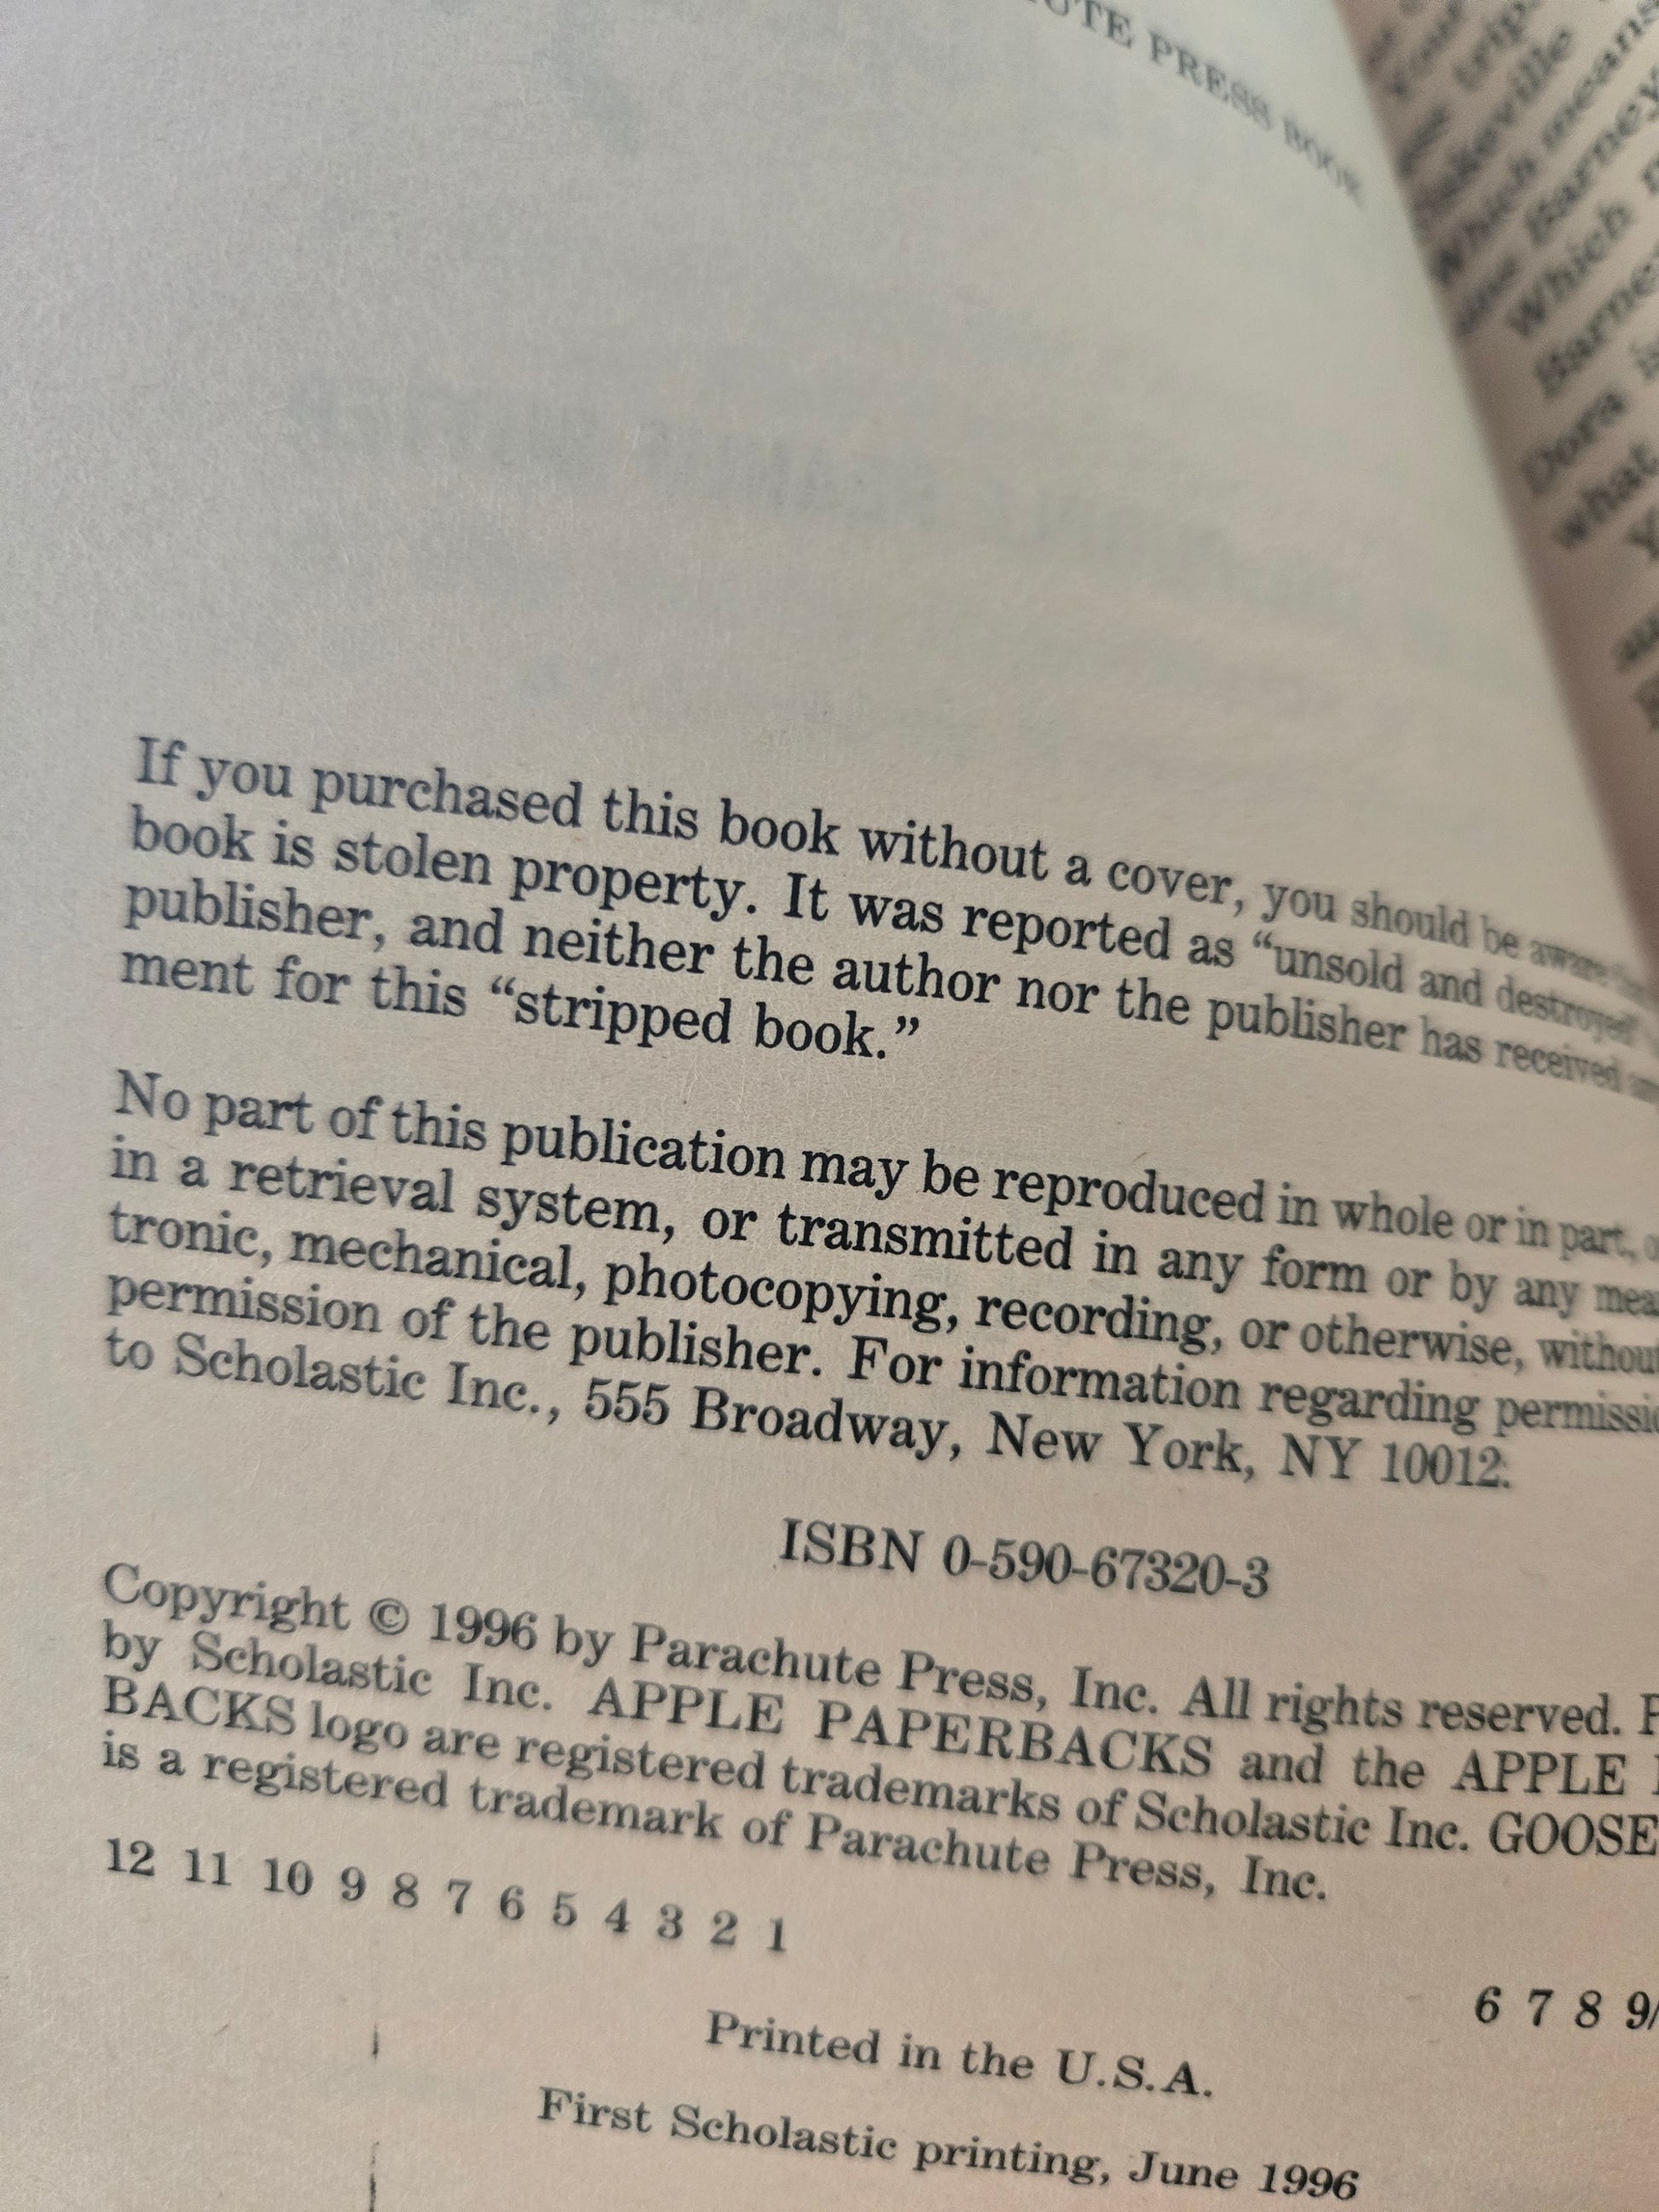 PRESS BOOK
If you purchased this book without a cover, you should be aware
book is stolen property. It was reported as “unsold and destroyed”
publisher, and neither the author nor the publisher has received
ment for this “stripped book.”
No part of this publication may be reproduced in whole or in part,
in a retrieval system, or transmitted in any form or by any
tronic, mechanical, photocopying, recording, or otherwise, without
permission of the publisher. For information regarding
to Scholastic Inc., 555 Broadway, New York, NY 10012.
ISBN 0-590-67320-3
Copyright © 1996 by Parachute Press, Inc. All rights reserved.
by Scholastic Inc. APPLE PAPERBACKS and the APPLE
BACKS logo are registered trademarks of Scholastic Inc. GOOSE
is a registered trademark of Parachute Press, Inc.
12 11 10 9 8 7 6 5 4 3 2 1
6 7 8 9/
Printed in the U.S.A.
First Scholastic printing, June 1996
trip
Which means
Barney
Which
Dora
what